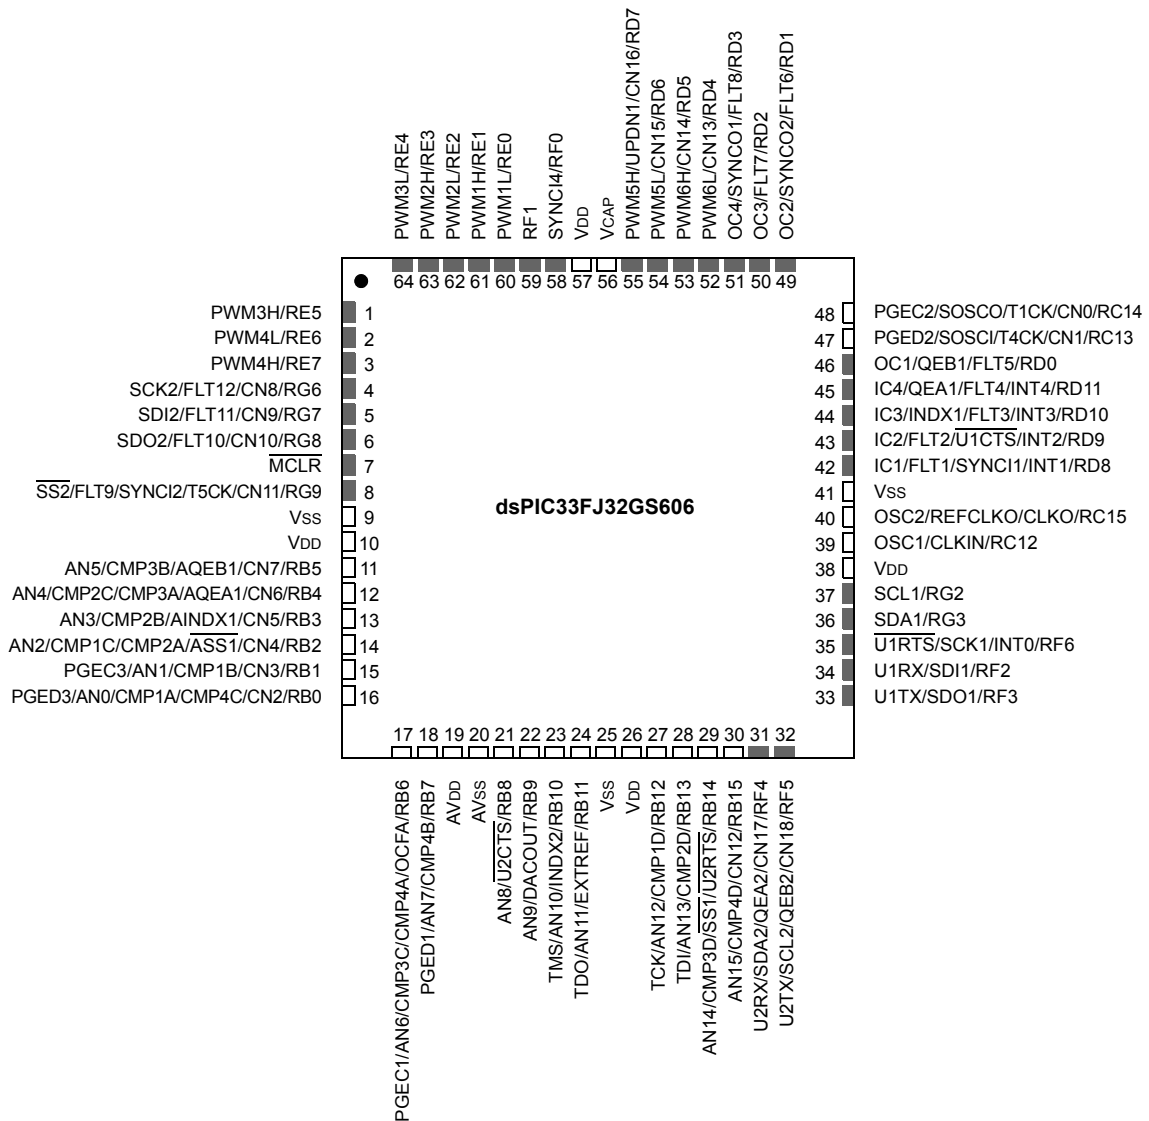 PWM3L/RE4
PWM2H/RE3
PWM2L/RE2
PWM1H/RE1
PWM1L/RE0
RF1
SYNCI4/RF0
VDD
VCAP
PWM5H/UPDN1/CN16/RD7
PWM5L/CN15/RD6
PWM6H/CN14/RD5
PWM6L/CN13/RD4
OC4/SYNCO1/FLT8/RD3
OC3/FLT7/RD2
OC2/SYNCO2/FLT6/RD1
64 63 62 61 60 59 58 57 56 55 54 53 52 51 50 49
PWM3H/RE5 1
PWM4L/RE6 2
PWM4H/RE7 3
SCK2/FLT12/CN8/RG6 4
SDI2/FLT11/CN9/RG7 5
SDO2/FLT10/CN10/RG8 6
MCLR 7
SS2/FLT9/SYNCI2/T5CK/CN11/RG9 8
VSS 9
VDD 10
AN5/CMP3B/AQEB1/CN7/RB5 11
AN4/CMP2C/CMP3A/AQEA1/CN6/RB4 12
AN3/CMP2B/AINDX1/CN5/RB3 13
AN2/CMP1C/CMP2A/ASS1/CN4/RB2 14
PGEC3/AN1/CMP1B/CN3/RB1 15
PGED3/AN0/CMP1A/CMP4C/CN2/RB0 16
dsPIC33FJ32GS606
48 PGEC2/SOSCO/T1CK/CN0/RC14
47 PGED2/SOSCI/T4CK/CN1/RC13
46 OC1/QEB1/FLT5/RD0
45 IC4/QEA1/FLT4/INT4/RD11
44 IC3/INDX1/FLT3/INT3/RD10
43 IC2/FLT2/U1CTS/INT2/RD9
42 IC1/FLT1/SYNCI1/INT1/RD8
41 VSS
40 OSC2/REFCLKO/CLKO/RC15
39 OSC1/CLKIN/RC12
38 VDD
37 SCL1/RG2
36 SDA1/RG3
35 U1RTS/SCK1/INT0/RF6
34 U1RX/SDI1/RF2
33 U1TX/SDO1/RF3
17 18 19 20 21 22 23 24 25 26 27 28 29 30 31 32
PGEC1/AN6/CMP3C/CMP4A/OCFA/RB6
PGED1/AN7/CMP4B/RB7
AVDD
AVSS
AN8/U2CTS/RB8
AN9/DACOUT/RB9
TMS/AN10/INDX2/RB10
TDO/AN11/EXTREF/RB11
VSS
VDD
TCK/AN12/CMP1D/RB12
TDI/AN13/CMP2D/RB13
AN14/CMP3D/SS1/U2RTS/RB14
AN15/CMP4D/CN12/RB15
U2RX/SDA2/QEA2/CN17/RF4
U2TX/SCL2/QEB2/CN18/RF5